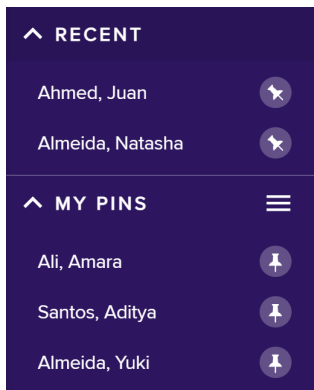 RECENT
Ahmed, Juan
Almeida, Natasha
MY PINS
Ali, Amara
Santos, Aditya
Almeida, Yuki